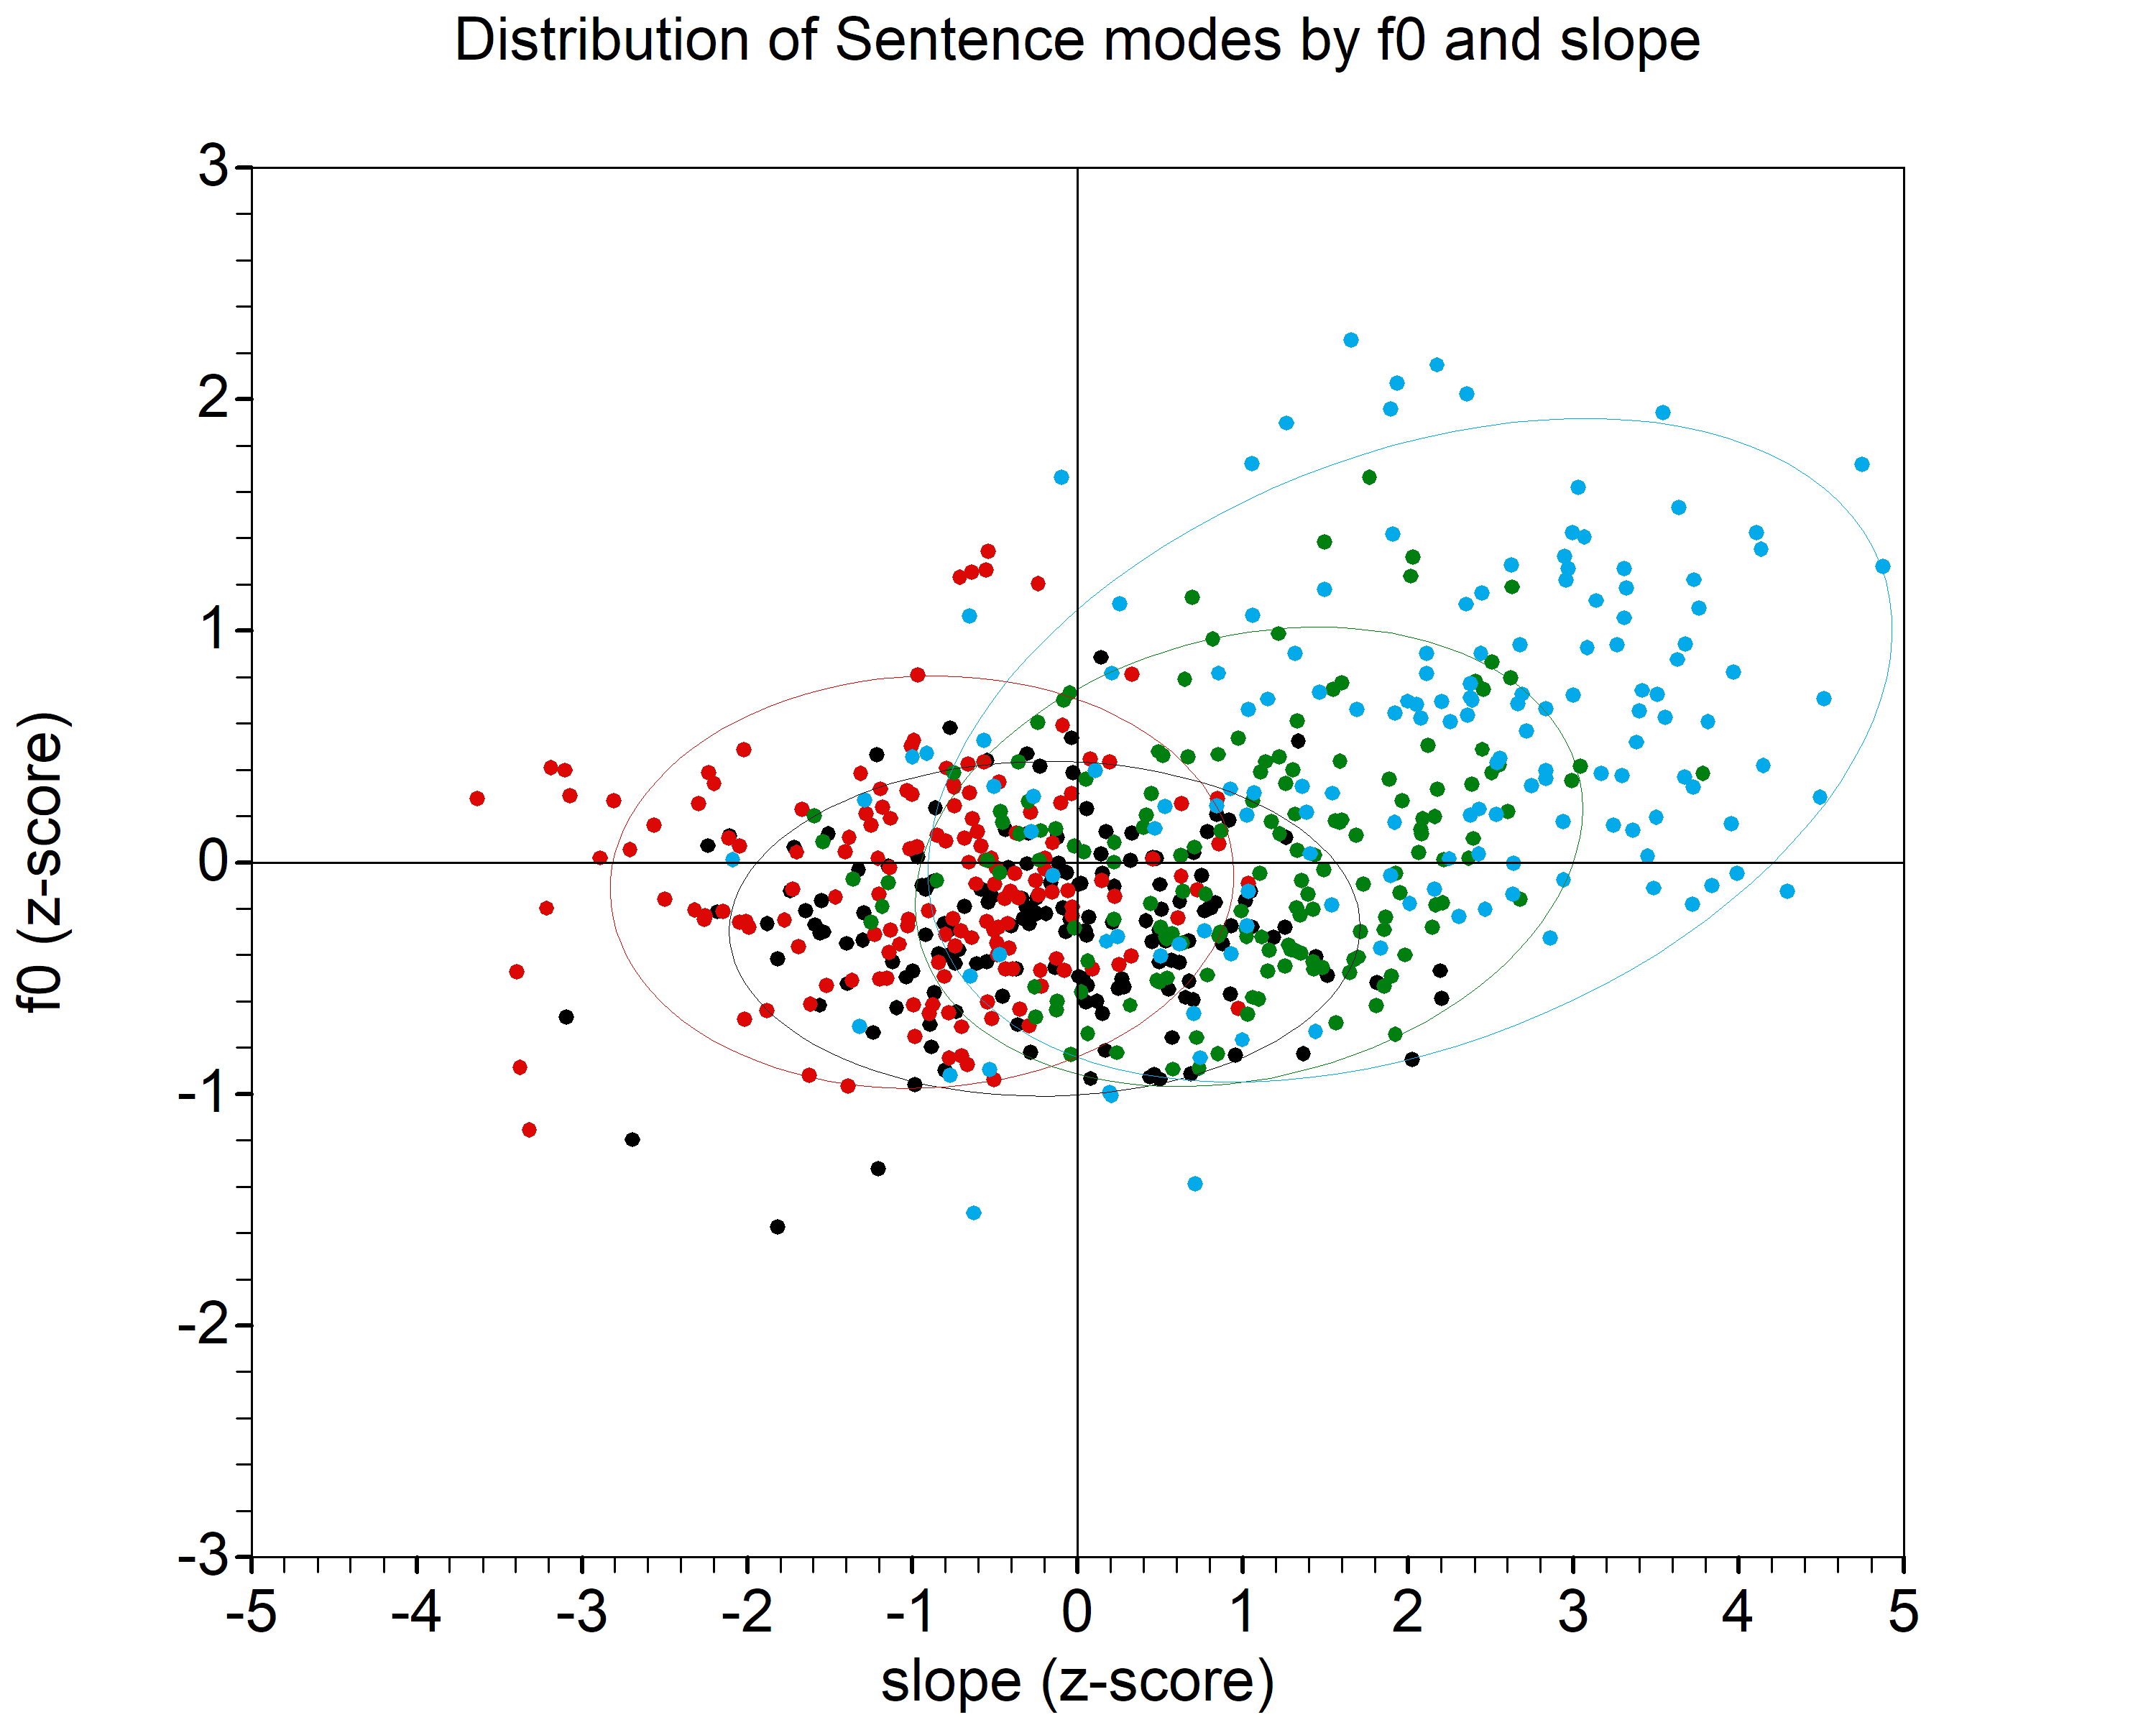 Distribution of Sentence modes by f0 and slope
3
2
1
0
-1
-2
-3
f0 (z-score)
-5 -4 -3 -2 -1 0 1 2 3 4 5
slope (z-score)